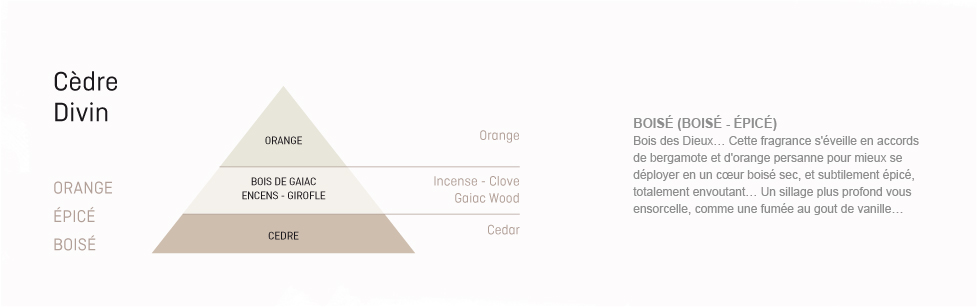 Cèdre
Divin
ORANGE
ÉPICÉ
BOISÉ
ORANGE
BOIS DE GAIAC
ENCENS - GIROFLE
CEDRE
Orange
Incense - Clove
Gaiac Wood
Cedar
BOISÉ (BOISÉ - ÉPICÉ)
Bois des Dieux… Cette fragrance s'éveille en accords
de bergamote et d'orange persanne pour mieux se
déployer en un cœur boisé sec, et subtilement épicé,
totalement envoutant… Un sillage plus profond vous
ensorcelle, comme une fumée au gout de vanille…